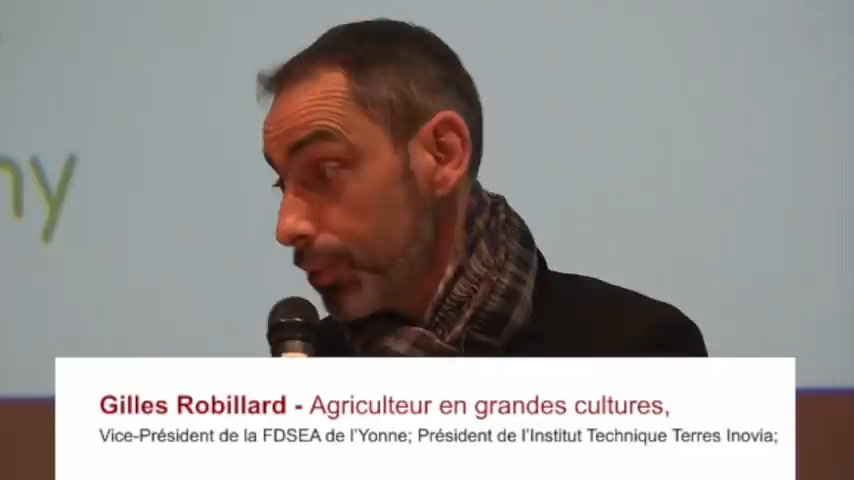 ny
Gilles Robillard - Agriculteur en grandes cultures,
Vice-Président de la FDSEA de l'Yonne; Président de l'Institut Technique Terres Inovia;